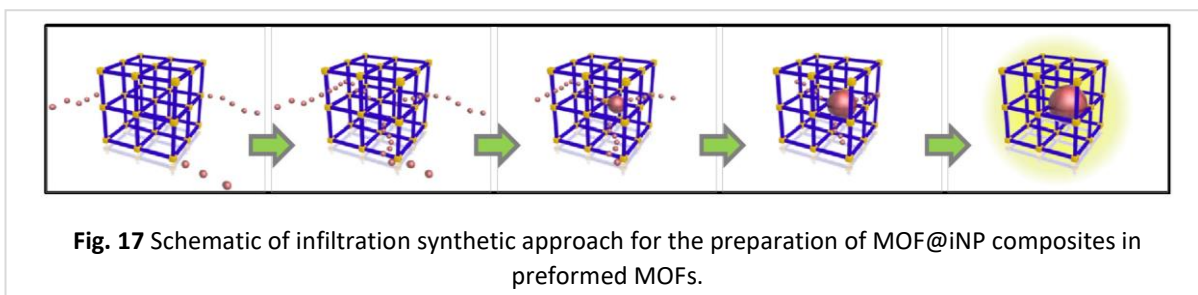 Fig. 17 Schematic of infiltration synthetic approach for the preparation of MOF@iNP composites in
preformed MOFs.